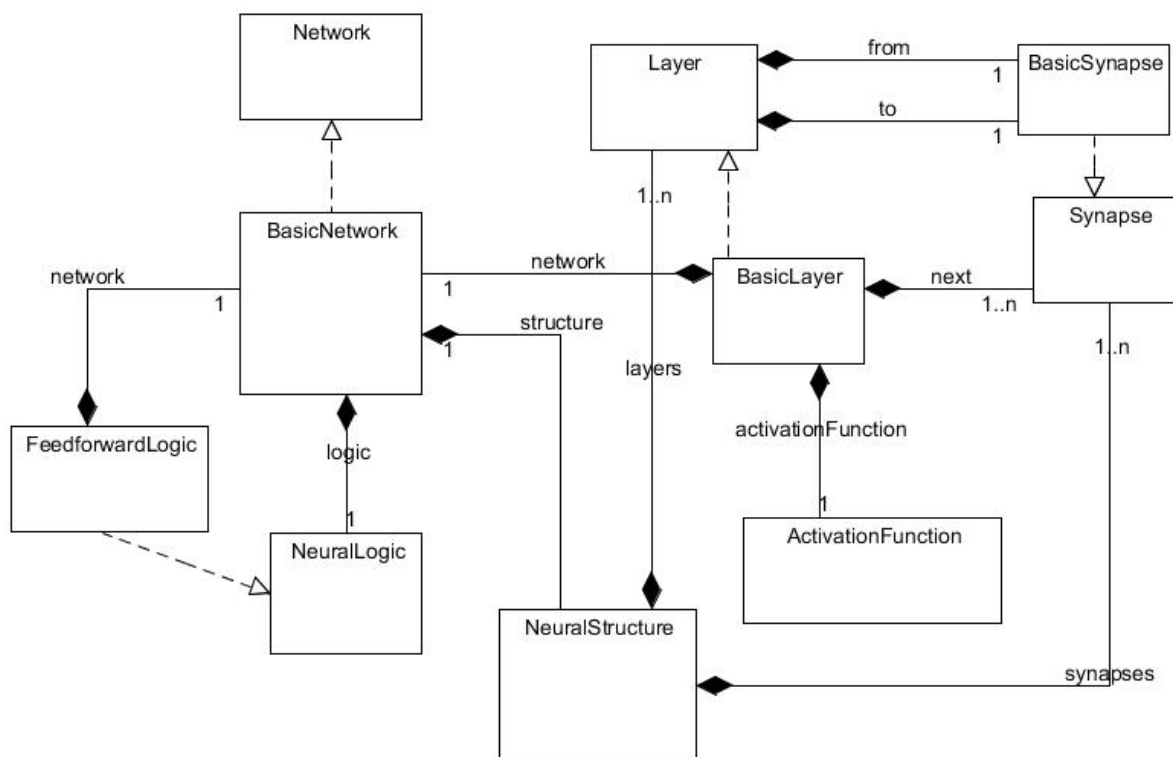 Network
Layer
from
1
BasicSynapse
to
1
1..n
Synapse
BasicNetwork
network
1
network
1
BasicLayer
next
1..n
structure
1
1..n
layers
FeedforwardLogic
logic
1
activationFunction
1
NeuralLogic
ActivationFunction
NeuralStructure
synapses